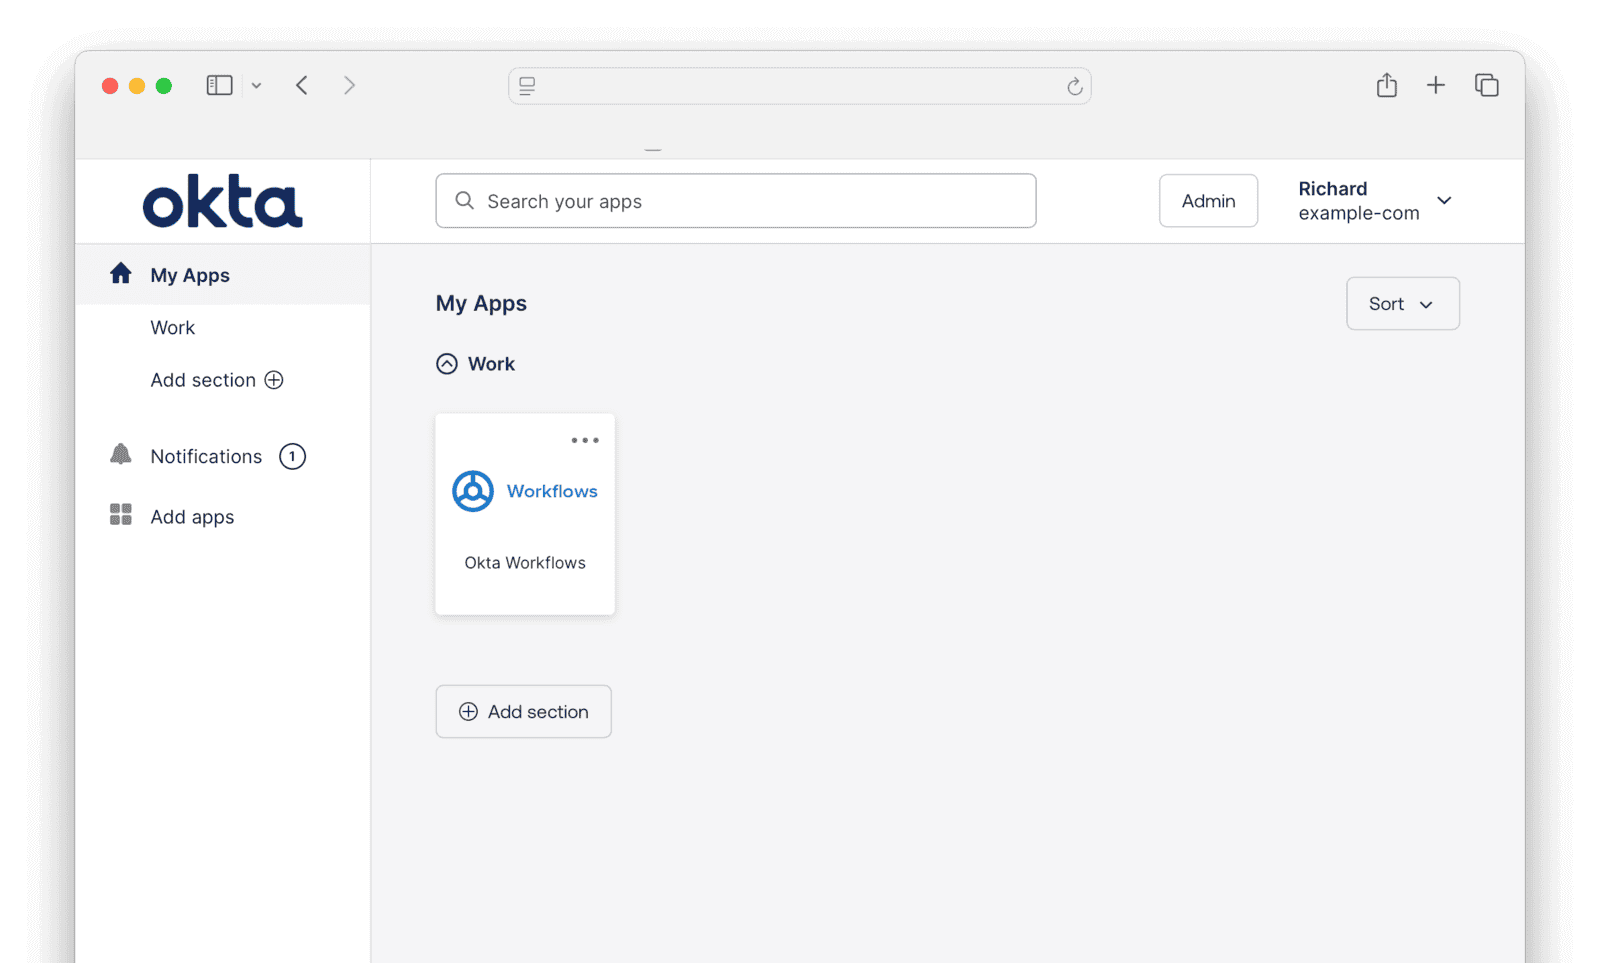 okta
Search your apps
Admin
Richard
example-com
My Apps
Work
Add section
Notifications 1
Add apps
My Apps
Sort
Work
Workflows
Okta Workflows
Add section